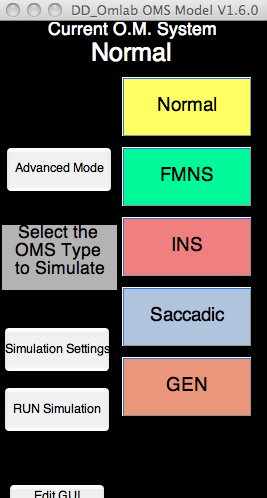 DD_Omlab OMS Model V1.6.0
Current O.M. System
Normal
Normal
Advanced Mode
FMNS
Select the
OMS Type
to Simulate
INS
Saccadic
Simulation Settings
GEN
RUN Simulation
Edit GUI